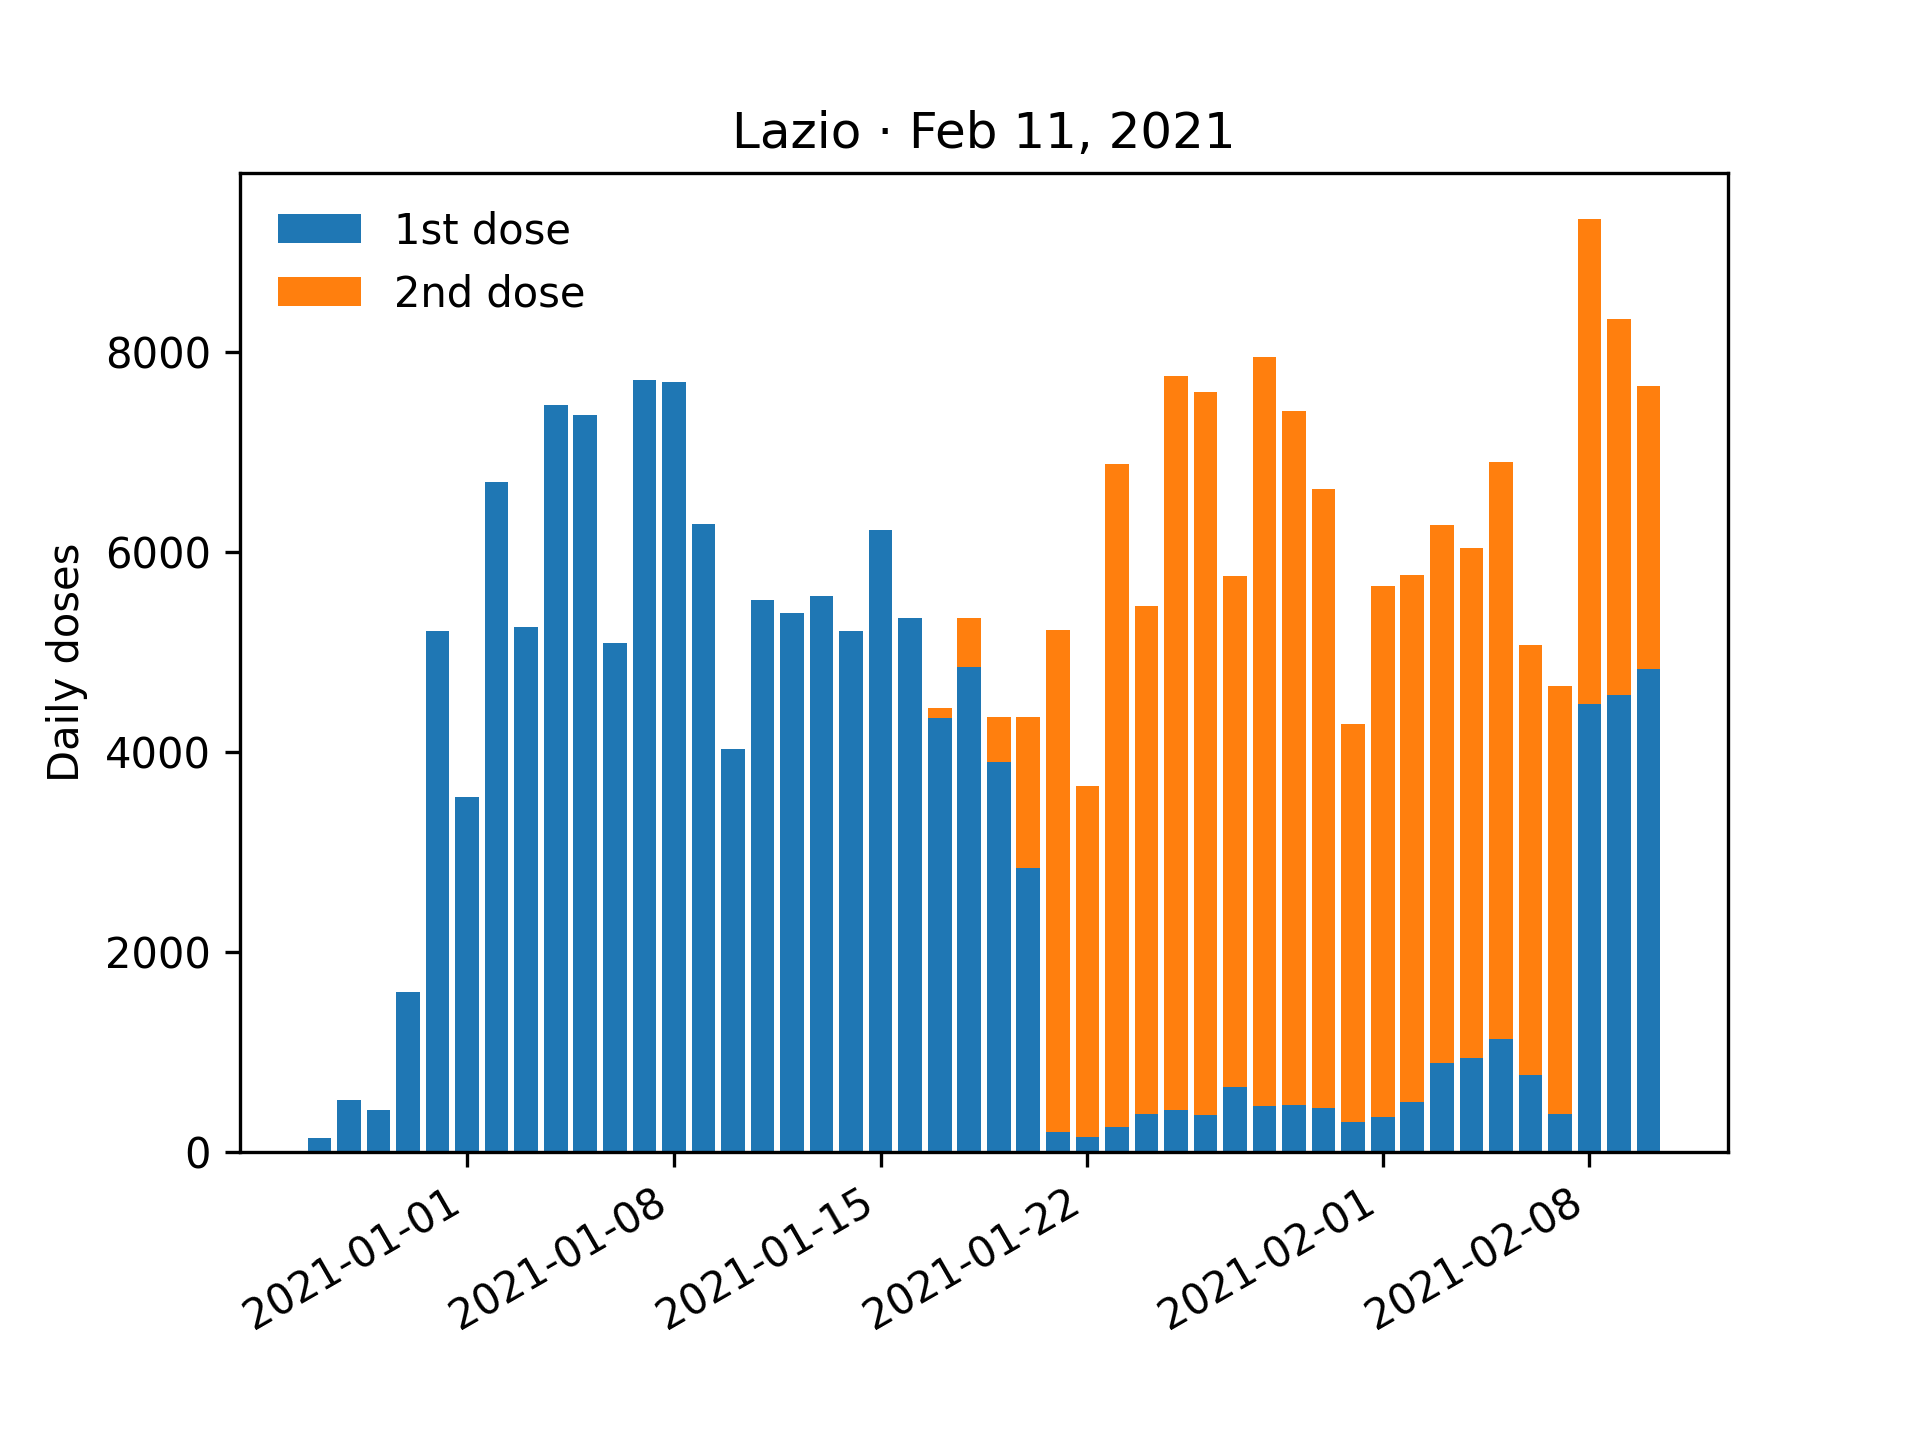 Lazio · Feb 11, 2021
1st dose
2nd dose
Daily doses
8000
6000
4000
2000
0
2021-01-01
2021-01-08
2021-01-15
2021-01-22
2021-02-01
2021-02-08